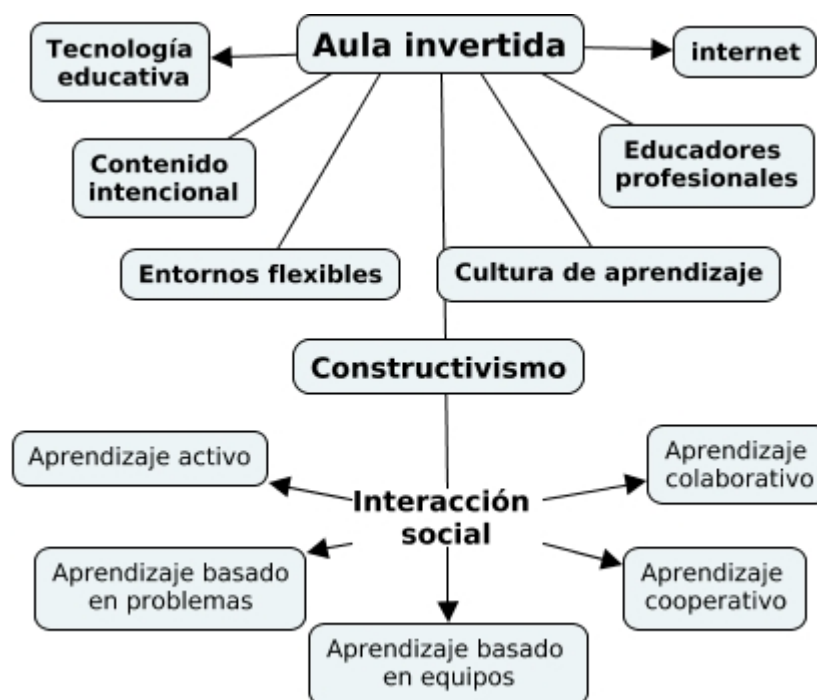 Aula invertida
Tecnología
educativa
internet
Contenido
intencional
Educadores
profesionales
Entornos flexibles
Cultura de aprendizaje
Constructivismo
Aprendizaje activo
Aprendizaje
colaborativo
Interacción
social
Aprendizaje basado
en problemas
Aprendizaje
cooperativo
Aprendizaje basado
en equipos